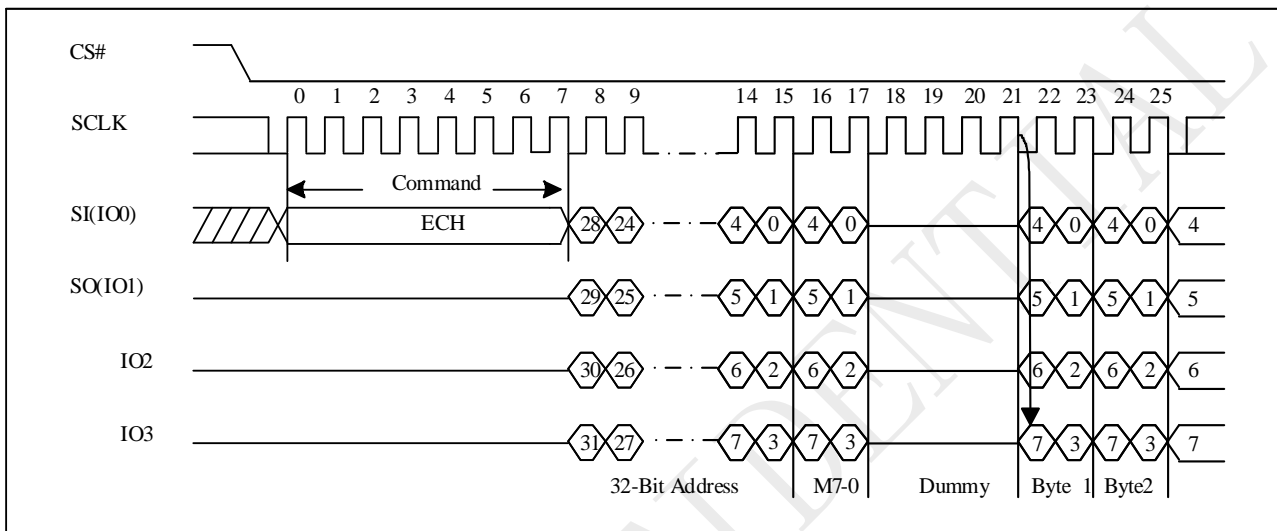 CS#
0 1 2 3 4 5 6 7 8 9 14 15 16 17 18 19 20 21 22 23 24 25
SCLK
Command
SI(IO0) ECH 28 24 4 0 4 0 4 0 4 0 4
SO(IO1) 29 25 5 1 5 1 5 1 5 1 5
IO2 30 26 6 2 6 2 6 2 6 2 6
IO3 31 27 7 3 7 3 7 3 7 3 7
32-Bit Address M7-0 Dummy Byte 1 Byte2
DENTIAL